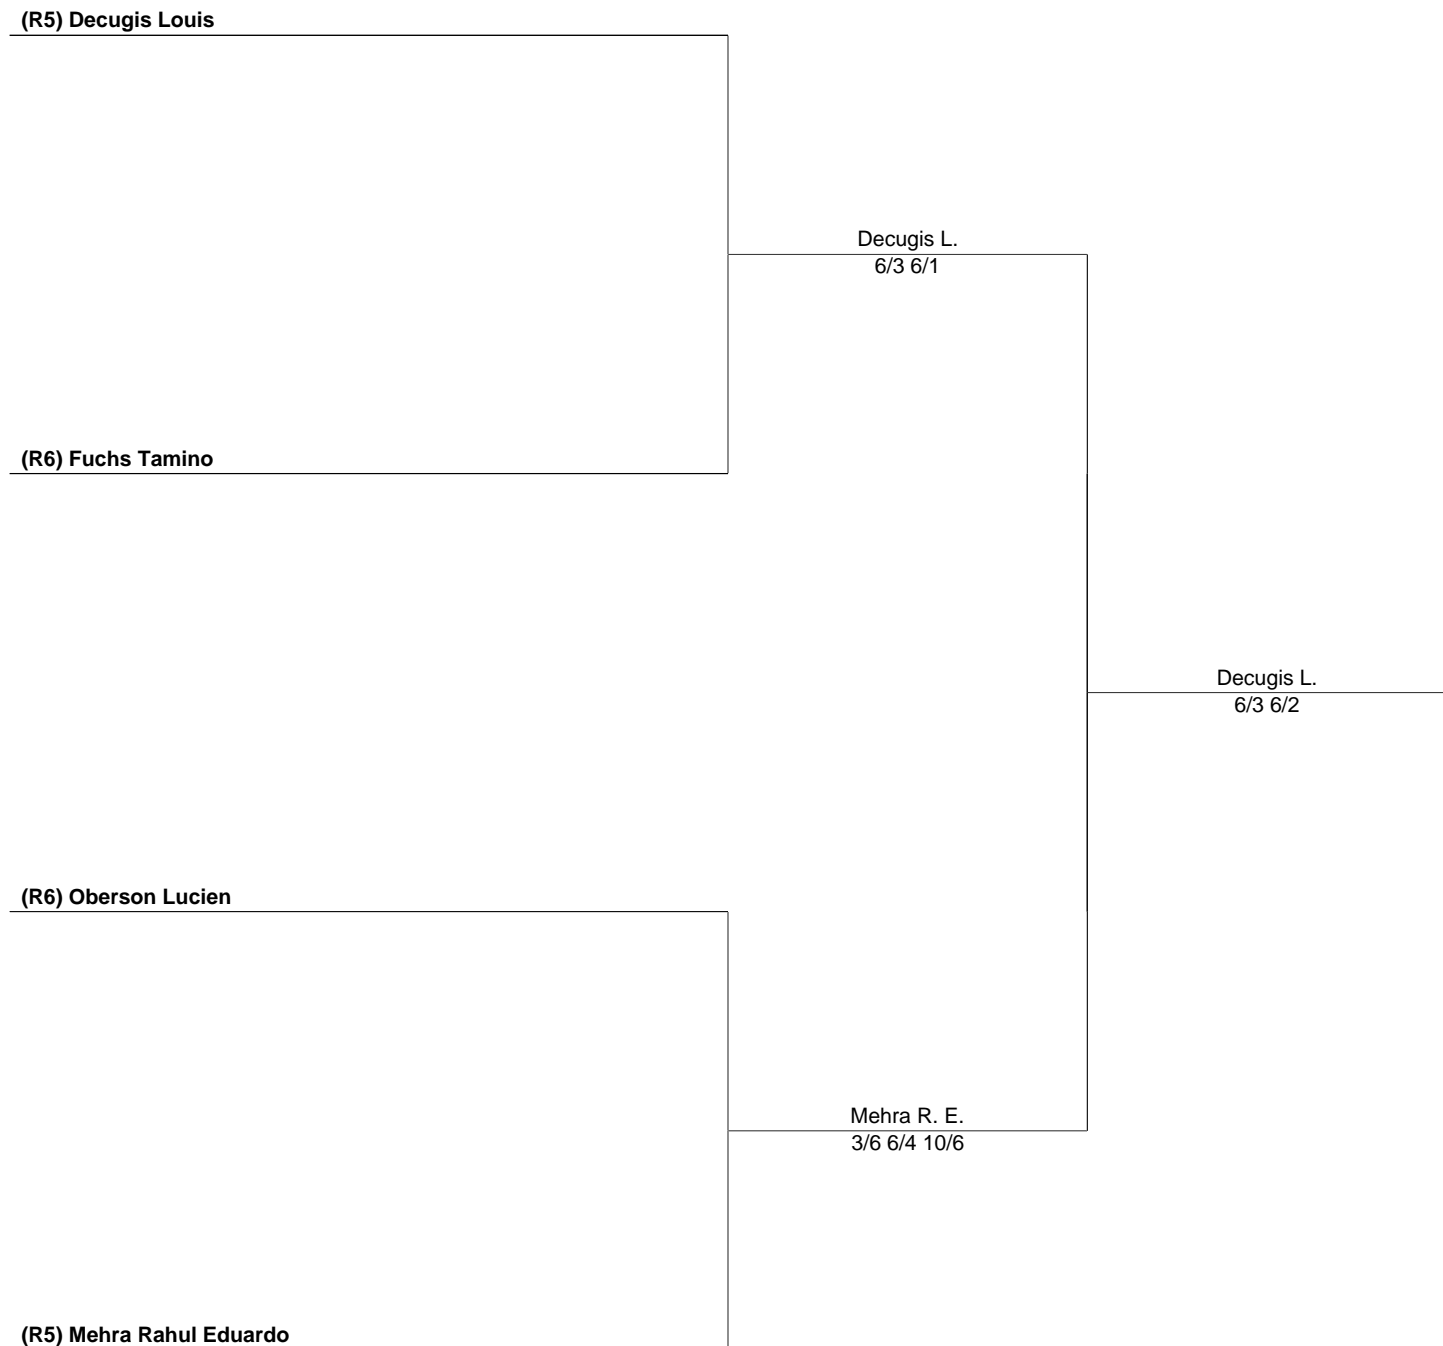 (R5) Decugis Louis
Decugis L.
6/3 6/1
(R6) Fuchs Tamino
Decugis L.
6/3 6/2
(R6) Oberson Lucien
Mehra R. E.
3/6 6/4 10/6
(R5) Mehra Rahul Eduardo